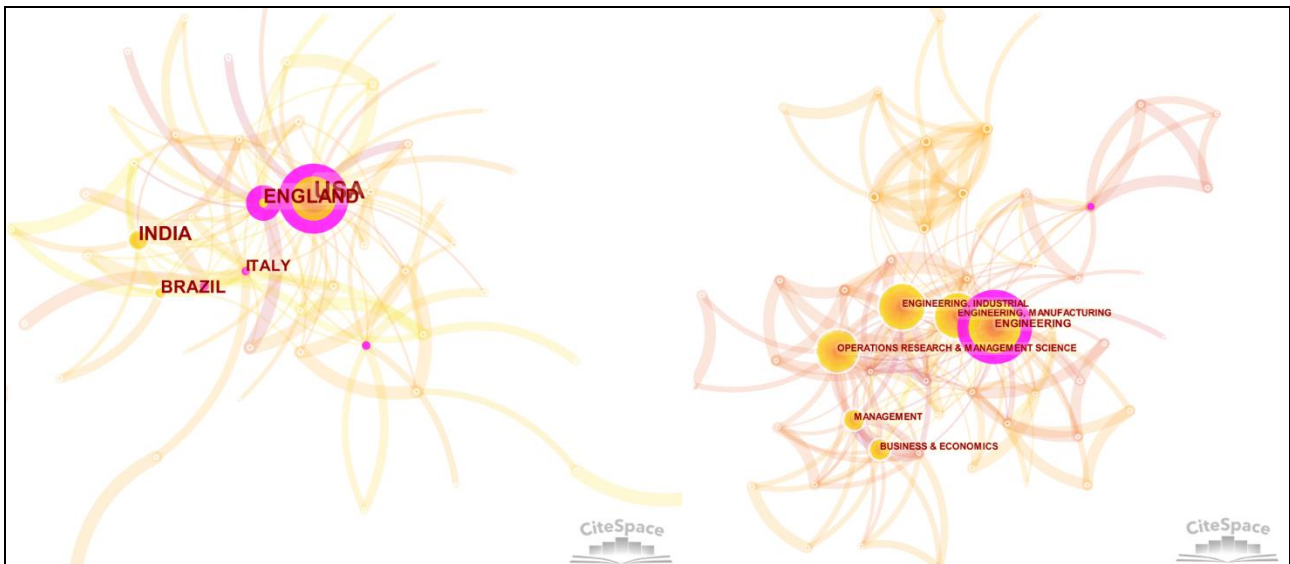 USA
ENGLAND
INDIA
ITALY
BRAZIL
CiteSpace
ENGINEERING, INDUSTRIAL
ENGINEERING, MANUFACTURING
ENGINEERING
OPERATIONS RESEARCH & MANAGEMENT SCIENCE
MANAGEMENT
BUSINESS & ECONOMICS
CiteSpace